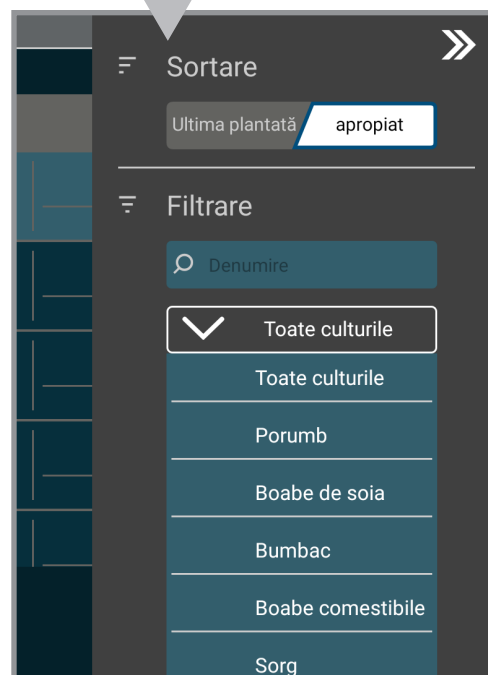 Sortare
Ultima plantată apropiat
Filtrare
Denumire
Toate culturile
Toate culturile
Porumb
Boabe de soia
Bumbac
Boabe comestibile
Sorg